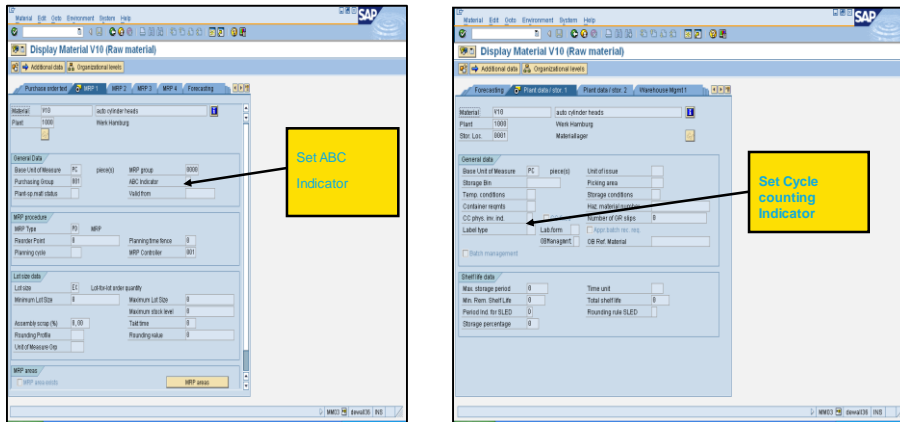 Material Edit Goto Environment System Help
SAP
Display Material V10 (Raw material)
Additional data Organizational levels
Purchase order text MRP 1 MRP 2 MRP 3 MRP 4 Forecasting
Material V10 auto cylinder heads
Plant 1000 Werk Hamburg
General Data
Base Unit of Measure PC piece(s) MRP group 0000
Purchasing Group 001 ABC Indicator
Plant-sp.matl status Valid from
MRP procedure
MRP Type PD MRP
Reorder Point 0 Planning time fence 0
Planning cycle MRP Controller 001
Lot size data
Lot size EX Lot-for-lot order quantity
Minimum Lot Size 0 Maximum Lot Size 0
Maximum stock level 0
Assembly scrap (%) 0,00 Takt time 0
Rounding Profile Rounding value 0
Unit of Measure Grp
MRP areas
MRP area exists MRP areas
MM03 INS
Set ABC
Indicator
Material Edit Goto Environment System Help
SAP
Display Material V10 (Raw material)
Additional data Organizational levels
Forecasting Plant data / stor. 1 Plant data / stor. 2 Warehouse Mgmt 1
Material V10 auto cylinder heads
Plant 1000 Werk Hamburg
Stor. Loc. 0001 Materiallager
General data
Base Unit of Measure PC piece(s) Unit of issue
Storage Bin Picking area
Temp. conditions Storage conditions
Container reqmts Haz. material number
CC phys. inv. ind. Number of GR slips 0
Label type Lab.form Appr.batch rec. req.
OB Management OB Ref. Material
Batch management
Shelf life data
Max. storage period 0 Time unit
Min. Rem. Shelf Life 0 Total shelf life 0
Period Ind. for SLED D Rounding rule SLED
Storage percentage 0
MM03 INS
Set Cycle
counting
Indicator